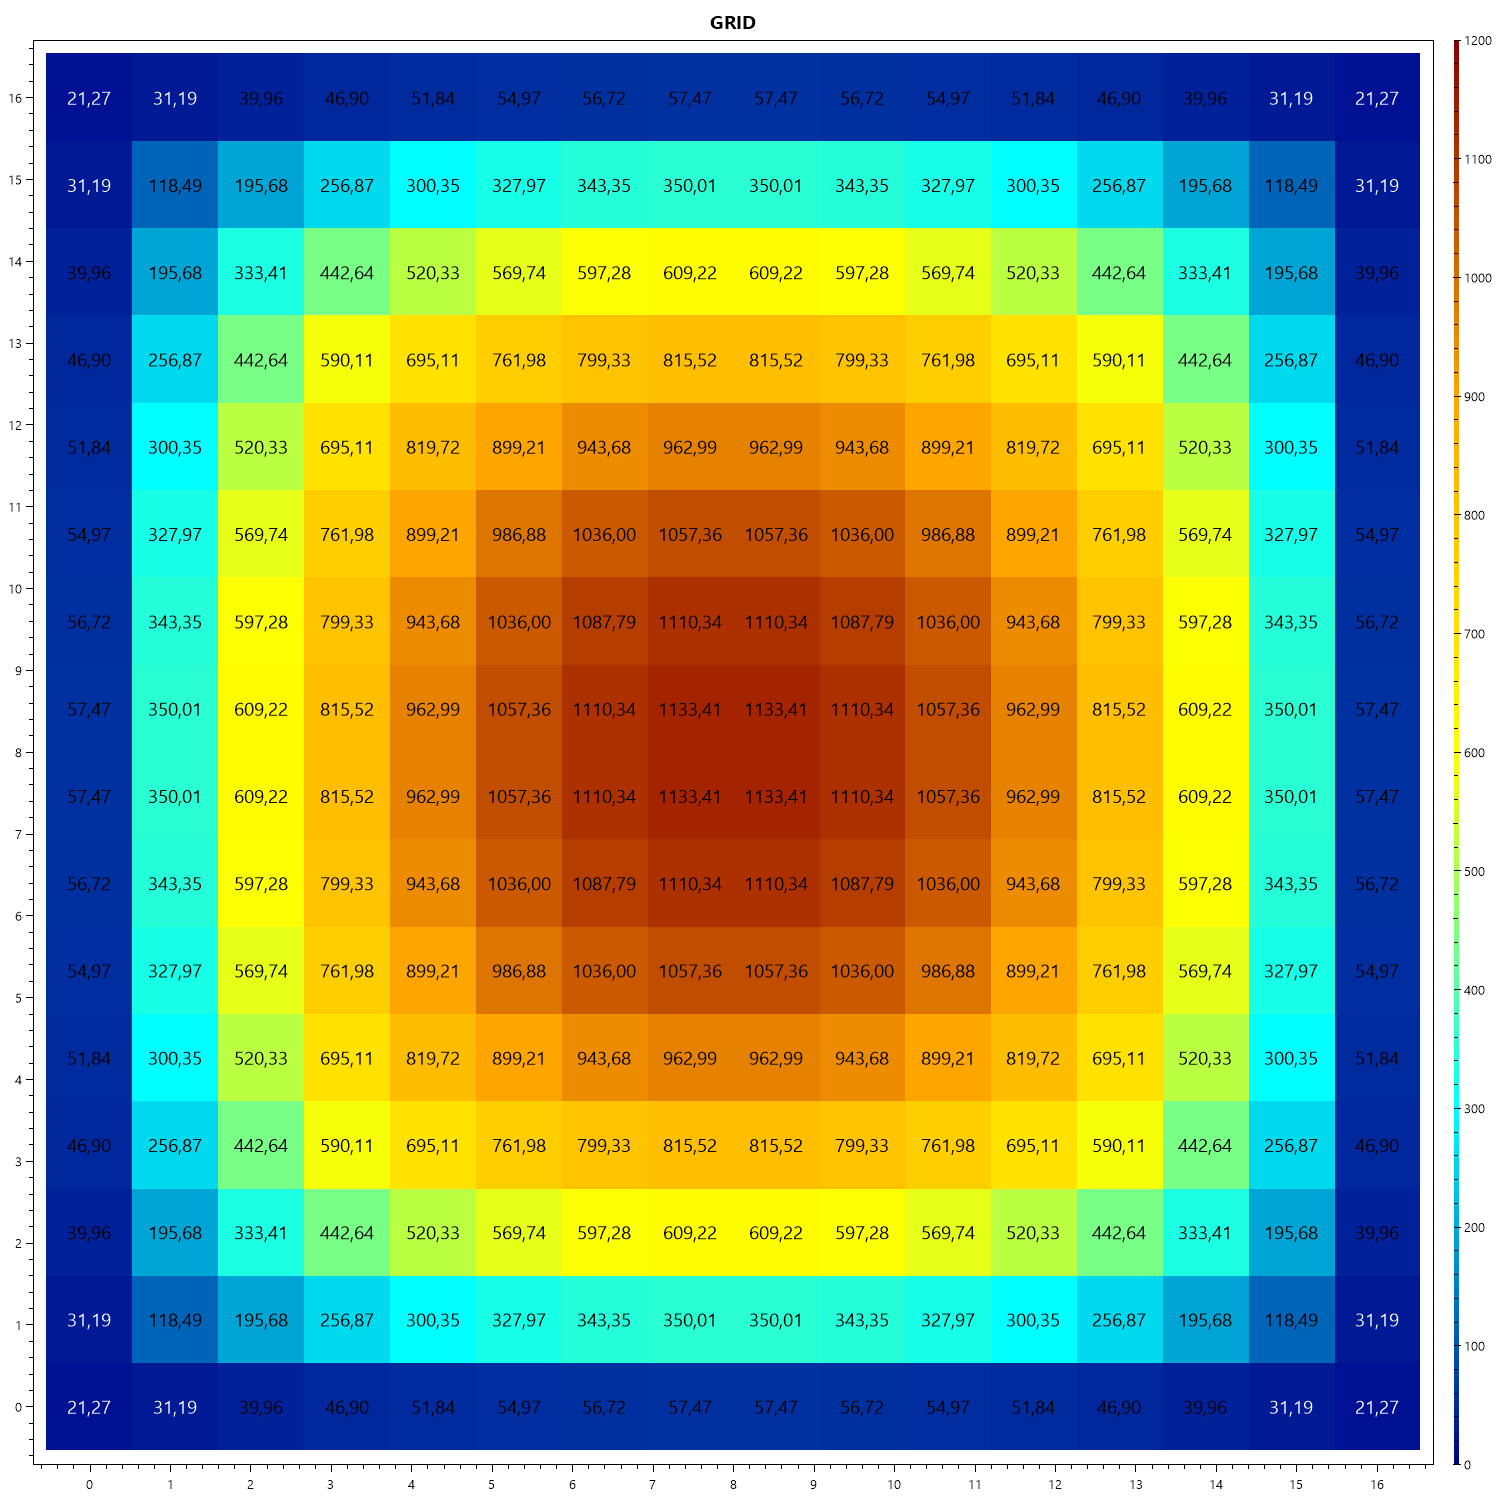 GRID
21,27 31,19 39,96 46,90 51,84 54,97 56,72 57,47 57,47 56,72 54,97 51,84 46,90 39,96 31,19 21,27
31,19 118,49 195,68 256,87 300,35 327,97 343,35 350,01 350,01 343,35 327,97 300,35 256,87 195,68 118,49 31,19
39,96 195,68 333,41 442,64 520,33 569,74 597,28 609,22 609,22 597,28 569,74 520,33 442,64 333,41 195,68 39,96
46,90 256,87 442,64 590,11 695,11 761,98 799,33 815,52 815,52 799,33 761,98 695,11 590,11 442,64 256,87 46,90
51,84 300,35 520,33 695,11 819,72 899,21 943,68 962,99 962,99 943,68 899,21 819,72 695,11 520,33 300,35 51,84
54,97 327,97 569,74 761,98 899,21 986,88 1036,00 1057,36 1057,36 1036,00 986,88 899,21 761,98 569,74 327,97 54,97
56,72 343,35 597,28 799,33 943,68 1036,00 1087,79 1110,34 1110,34 1087,79 1036,00 943,68 799,33 597,28 343,35 56,72
57,47 350,01 609,22 815,52 962,99 1057,36 1110,34 1133,41 1133,41 1110,34 1057,36 962,99 815,52 609,22 350,01 57,47
57,47 350,01 609,22 815,52 962,99 1057,36 1110,34 1133,41 1133,41 1110,34 1057,36 962,99 815,52 609,22 350,01 57,47
56,72 343,35 597,28 799,33 943,68 1036,00 1087,79 1110,34 1110,34 1087,79 1036,00 943,68 799,33 597,28 343,35 56,72
54,97 327,97 569,74 761,98 899,21 986,88 1036,00 1057,36 1057,36 1036,00 986,88 899,21 761,98 569,74 327,97 54,97
51,84 300,35 520,33 695,11 819,72 899,21 943,68 962,99 962,99 943,68 899,21 819,72 695,11 520,33 300,35 51,84
46,90 256,87 442,64 590,11 695,11 761,98 799,33 815,52 815,52 799,33 761,98 695,11 590,11 442,64 256,87 46,90
39,96 195,68 333,41 442,64 520,33 569,74 597,28 609,22 609,22 597,28 569,74 520,33 442,64 333,41 195,68 39,96
31,19 118,49 195,68 256,87 300,35 327,97 343,35 350,01 350,01 343,35 327,97 300,35 256,87 195,68 118,49 31,19
21,27 31,19 39,96 46,90 51,84 54,97 56,72 57,47 57,47 56,72 54,97 51,84 46,90 39,96 31,19 21,27
16
15
14
13
12
11
10
9
8
7
6
5
4
3
2
1
0
0 1 2 3 4 5 6 7 8 9 10 11 12 13 14 15 16
1200
1100
1000
900
800
700
600
500
400
300
200
100
0